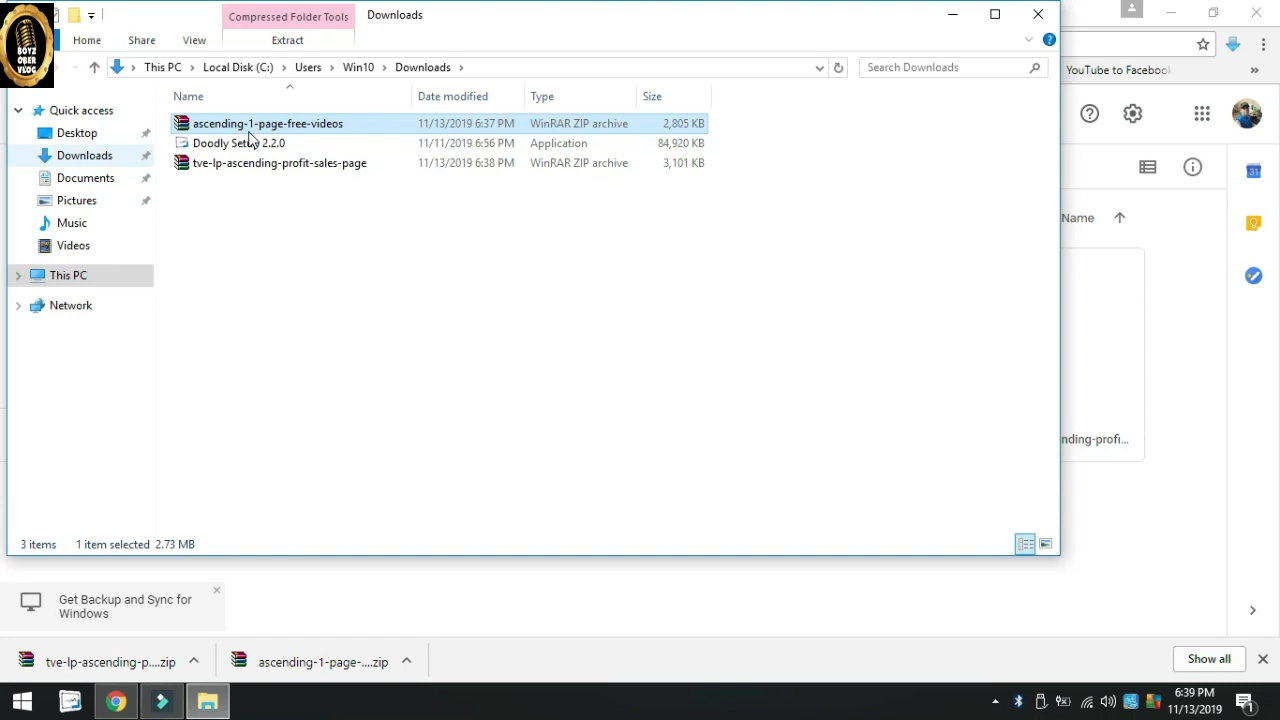 BOYZ
OBER
VLOG
Compressed Folder Tools
Downloads
Home
Share
View
Extract
This PC
Local Disk (C:)
Users
Win10
Downloads
Search Downloads
YouTube to Facebook
Name
Date modified
Type
Size
Quick access
Desktop
Downloads
Documents
Pictures
Music
Videos
This PC
Network
ascending-1-page-free-videos 11/13/2019 6:37 PM WinRAR ZIP archive 2,805 KB
Doodly Setup 2.2.0 11/11/2019 6:56 PM Application 84,920 KB
tve-lp-ascending-profit-sales-page 11/13/2019 6:38 PM WinRAR ZIP archive 3,101 KB
Name
31
nding-profi...
3 items 1 item selected 2.73 MB
Get Backup and Sync for
Windows
tve-lp-ascending-p....zip
ascending-1-page-....zip
Show all
6:39 PM
11/13/2019
1